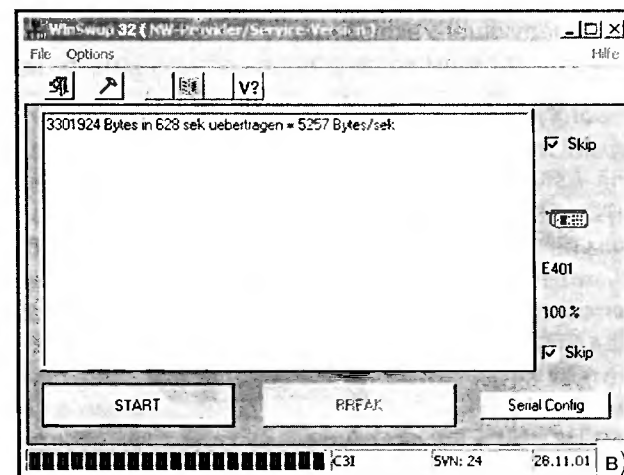 WinSwup 32 ( NW-Provider/Service-Version )
File Options Hilfe
V?
3301924 Bytes in 628 sek uebertragen = 5257 Bytes/sek
Skip
E401
100 %
Skip
START BREAK Serial Config
C3I SVN: 24 28.11.01 B)